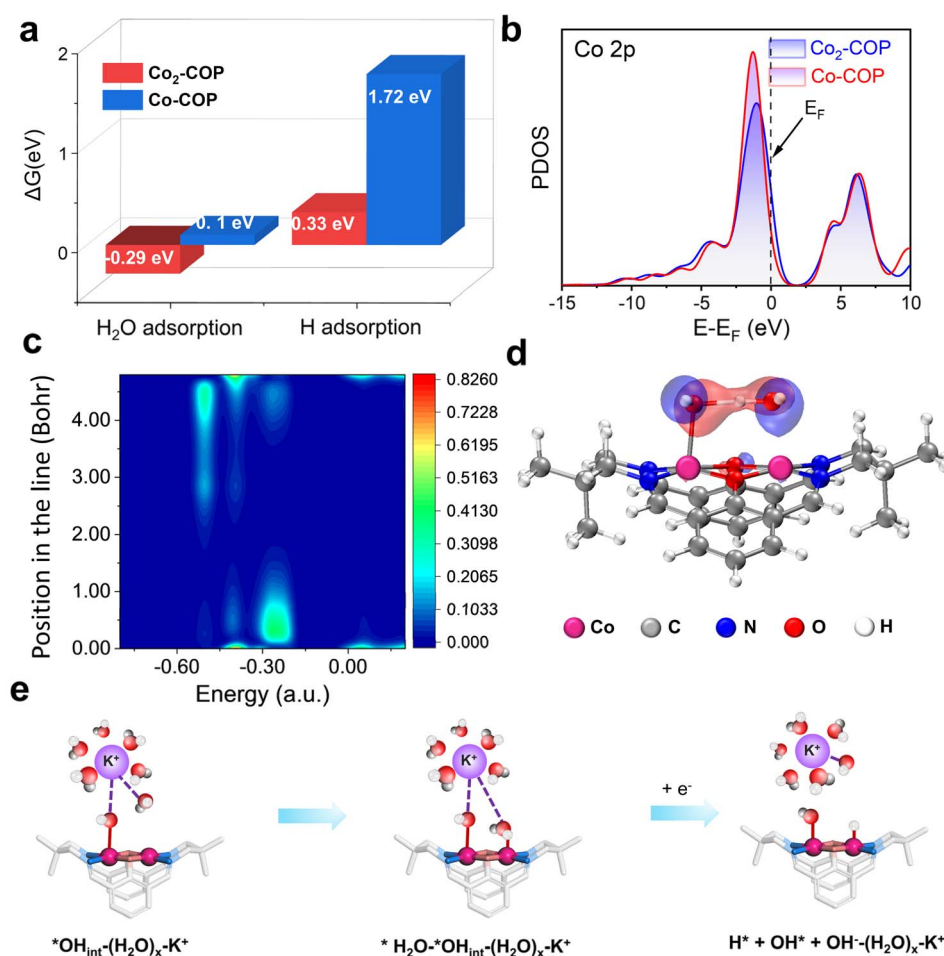 a
2
1
0
ΔG(eV)
Co₂-COP
Co-COP
-0.29 eV
0. 1 eV
0.33 eV
1.72 eV
H₂O adsorption
H adsorption
b
Co 2p
Co₂-COP
Co-COP
E_F
PDOS
-15 -10 -5 0 5 10
E-E_F (eV)
c
Position in the line (Bohr)
4.00
3.00
2.00
1.00
0.00
-0.60 -0.30 0.00
Energy (a.u.)
0.8260
0.7228
0.6195
0.5163
0.4130
0.3098
0.2065
0.1033
0.000
d
Co C N O H
e
K⁺
K⁺
+ e⁻
K⁺
*OH_int-(H₂O)ₓ-K⁺
* H₂O-*OH_int-(H₂O)ₓ-K⁺
H* + OH* + OH⁻-(H₂O)ₓ-K⁺